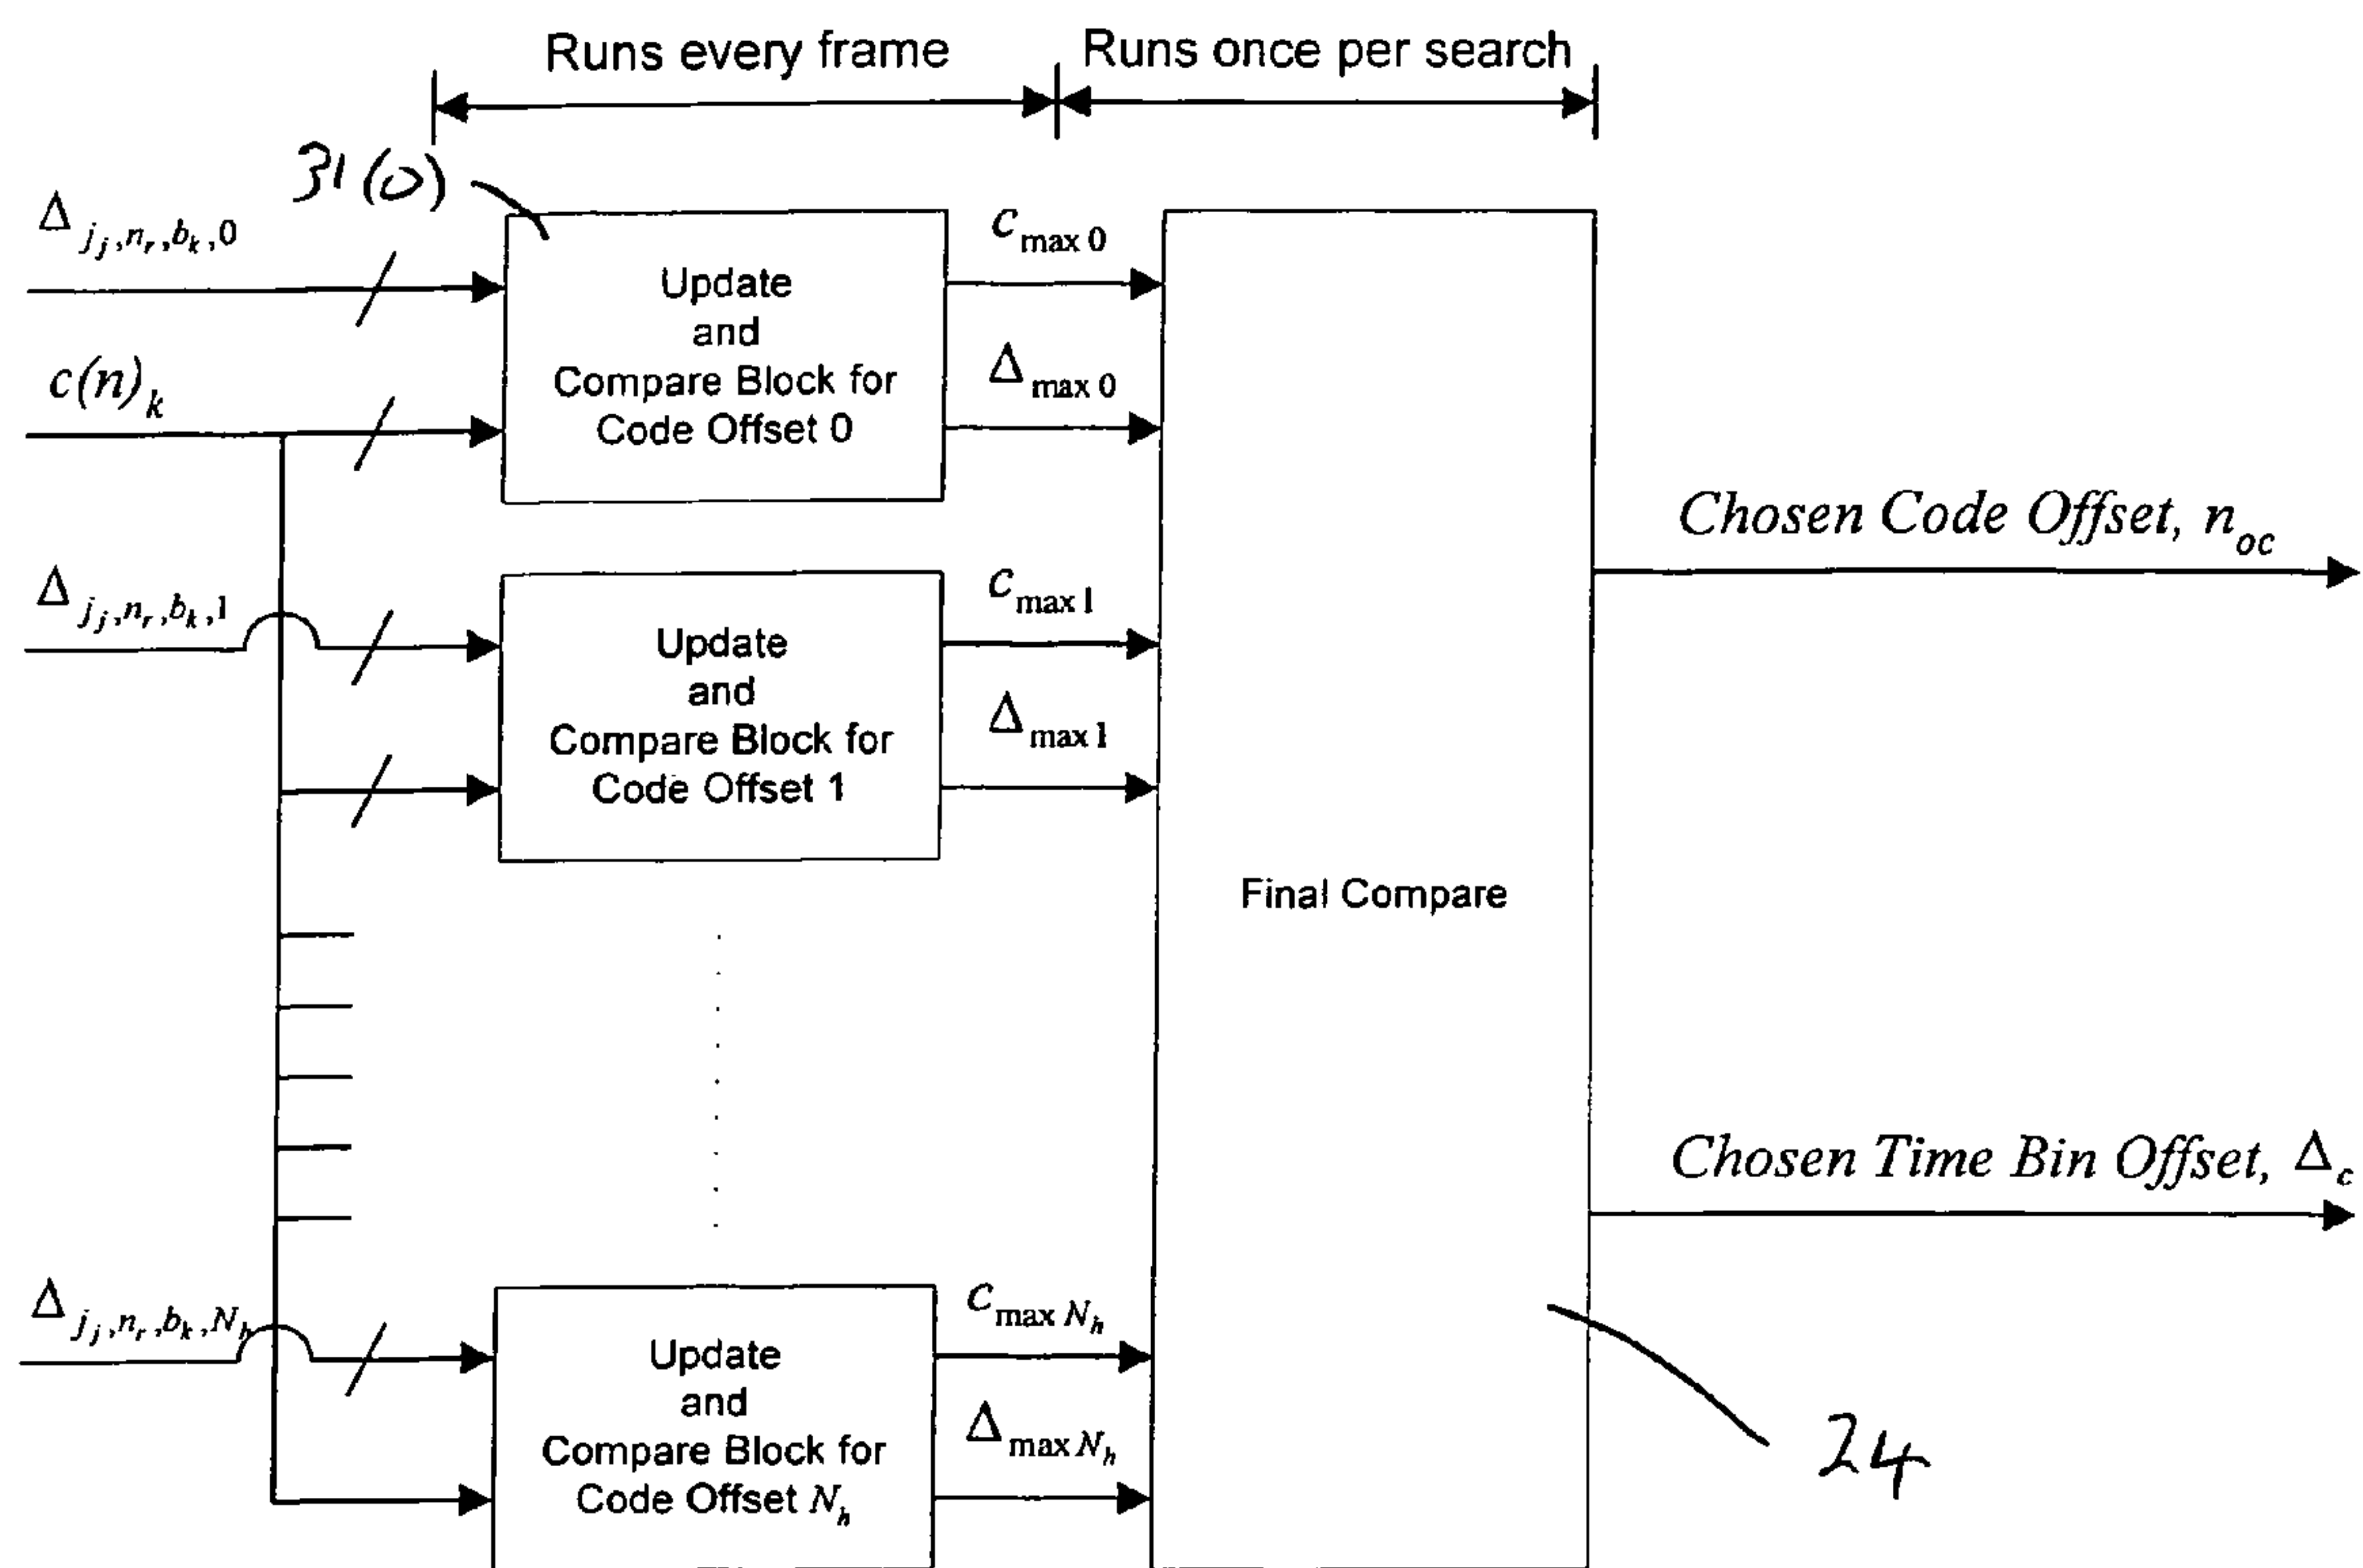 Runs every frame
Runs once per search
31(0)
Δ j_j,n_r,b_k,0
c(n)_k
Update
and
Compare Block for
Code Offset 0
c_max 0
Δ_max 0
Δ j_j,n_r,b_k,1
Update
and
Compare Block for
Code Offset 1
c_max 1
Δ_max 1
Final Compare
Chosen Code Offset, n_oc
Chosen Time Bin Offset, Δ_c
Δ j_j,n_r,b_k,N_h
Update
and
Compare Block for
Code Offset N_h
c_max N_h
Δ_max N_h
24